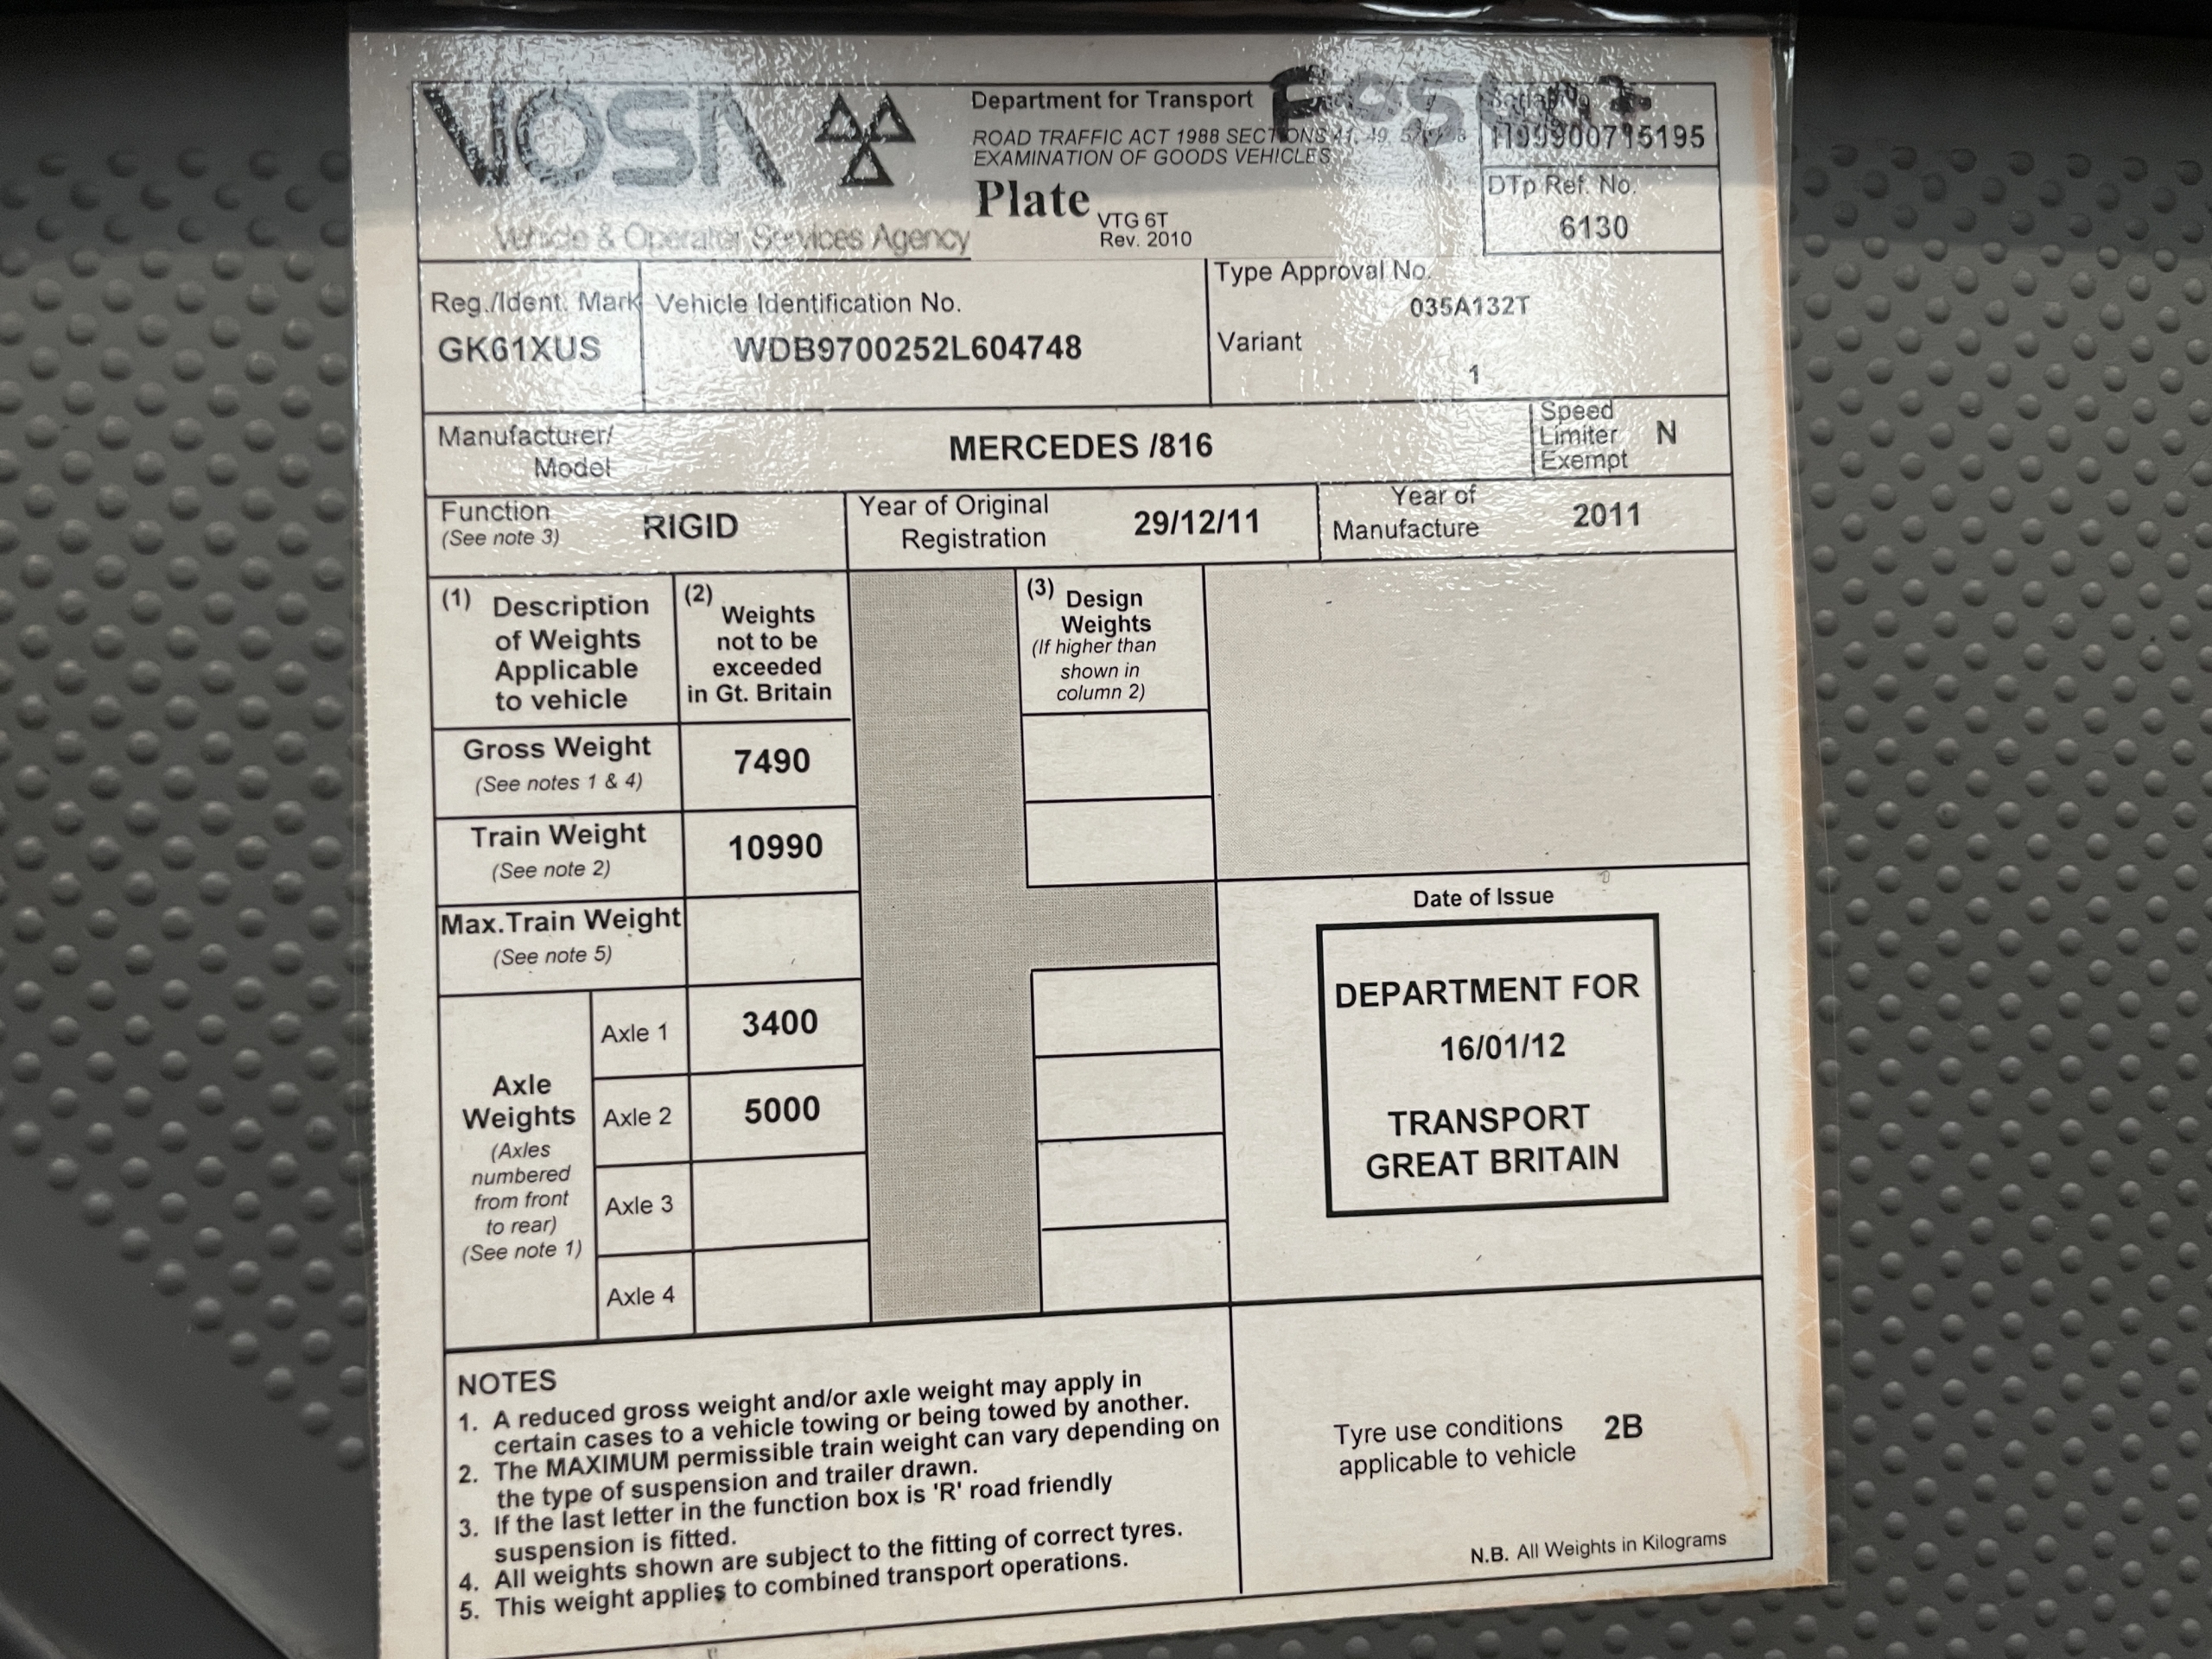 VOSA
Vehicle & Operator Services Agency
Department for Transport
ROAD TRAFFIC ACT 1988 SECTIONS 41, 49,
EXAMINATION OF GOODS VEHICLES
Plate
VTG 6T
Rev. 2010
Serial No.
DTp Ref. No.
6130
Reg./Ident. Mark
GK61XUS
Vehicle Identification No.
WDB9700252L604748
Type Approval No.
035A132T
Variant
1
Manufacturer/
Model
MERCEDES /816
Speed
Limiter
Exempt
N
Function
(See note 3)
RIGID
Year of Original
Registration
29/12/11
Year of
Manufacture
2011
(1) Description
of Weights
Applicable
to vehicle
(2) Weights
not to be
exceeded
in Gt. Britain
(3) Design
Weights
(If higher than
shown in
column 2)
Gross Weight
(See notes 1 & 4)
7490
Train Weight
(See note 2)
10990
Max.Train Weight
(See note 5)
Axle
Weights
(Axles
numbered
from front
to rear)
(See note 1)
Axle 1
3400
Axle 2
5000
Axle 3
Axle 4
Date of Issue
DEPARTMENT FOR
16/01/12
TRANSPORT
GREAT BRITAIN
NOTES
1. A reduced gross weight and/or axle weight may apply in
certain cases to a vehicle towing or being towed by another.
2. The MAXIMUM permissible train weight can vary depending on
the type of suspension and trailer drawn.
3. If the last letter in the function box is 'R' road friendly
suspension is fitted.
4. All weights shown are subject to the fitting of correct tyres.
5. This weight applies to combined transport operations.
Tyre use conditions
applicable to vehicle
2B
N.B. All Weights in Kilograms